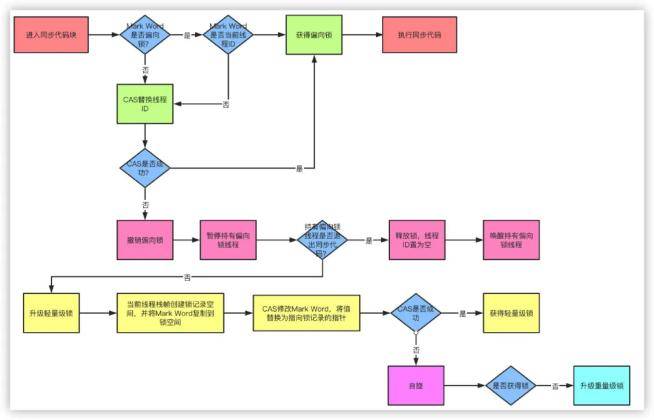 进入同步代码块
Mark Word
是否偏向
锁?
是
Mark Word
是否当前线
程ID
获得偏向锁
执行同步代码
否
否
CAS替换线程
ID
CAS是否成
功?
是
否
撤销偏向锁
暂停持有偏向
锁线程
持有偏向锁
线程是否退
出同步代
码?
是
释放锁，线程
ID置为空
唤醒持有偏向
锁线程
否
升级轻量级锁
当前线程栈帧创建锁记录空
间，并将Mark Word复制到
锁空间
CAS修改Mark Word，将值
替换为指向锁记录的指针
CAS是否成
功
是
获得轻量级锁
否
自旋
是否获得锁
否
升级重量级锁